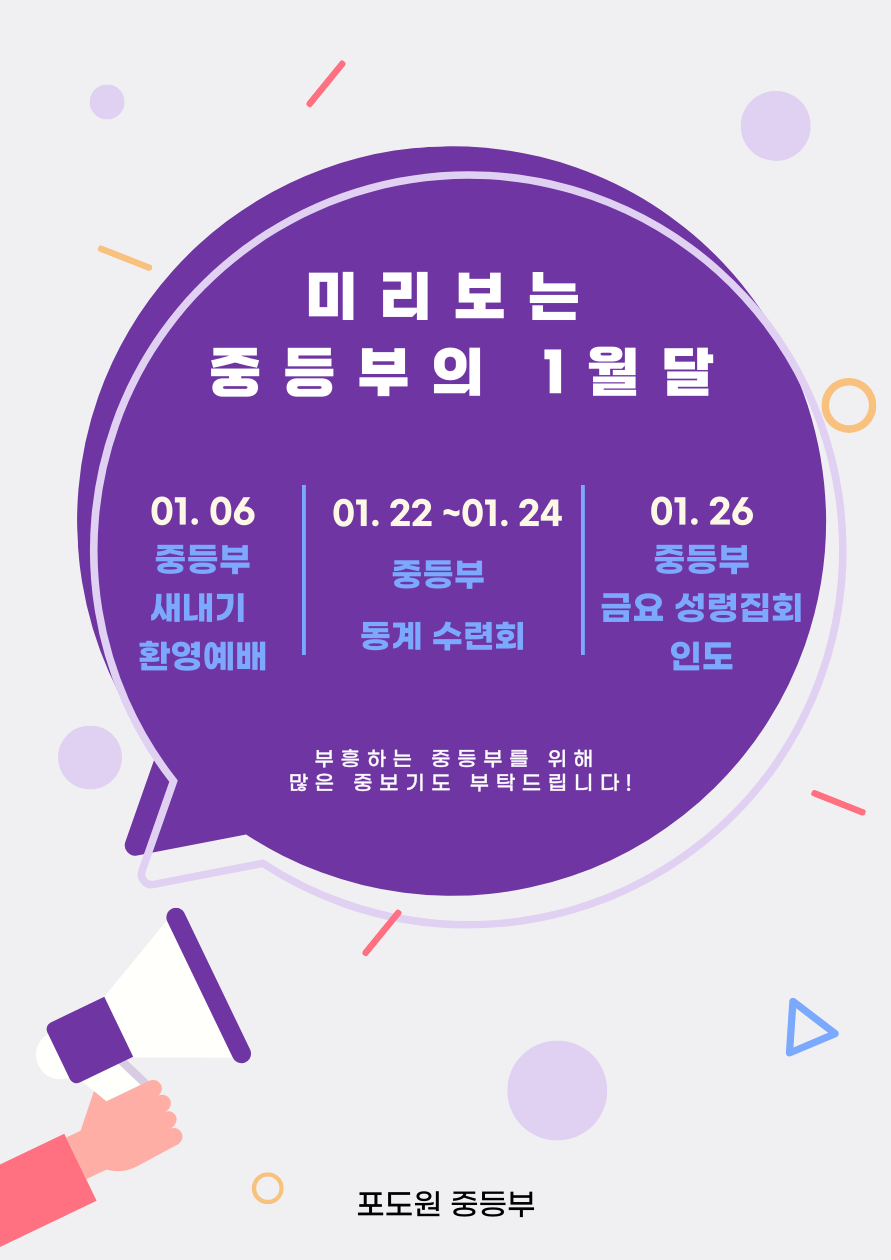 미리보는
중등부의 1월달
01. 06
중등부
새내기
환영예배
01. 22 ~01. 24
중등부
동계 수련회
01. 26
중등부
금요 성령집회
인도
부흥하는 중등부를 위해
많은 중보기도 부탁드립니다!
포도원 중등부